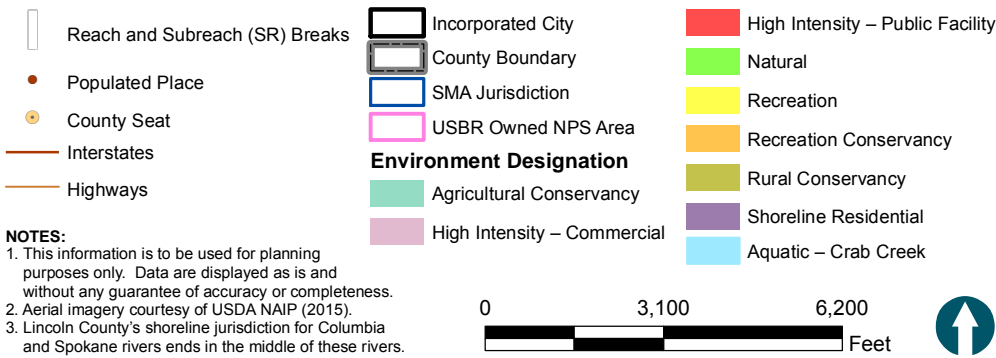 Reach and Subreach (SR) Breaks
Populated Place
County Seat
Interstates
Highways
NOTES:
1. This information is to be used for planning
purposes only. Data are displayed as is and
without any guarantee of accuracy or completeness.
2. Aerial imagery courtesy of USDA NAIP (2015).
3. Lincoln County's shoreline jurisdiction for Columbia
and Spokane rivers ends in the middle of these rivers.
Incorporated City
County Boundary
SMA Jurisdiction
USBR Owned NPS Area
Environment Designation
Agricultural Conservancy
High Intensity – Commercial
High Intensity – Public Facility
Natural
Recreation
Recreation Conservancy
Rural Conservancy
Shoreline Residential
Aquatic – Crab Creek
0 3,100 6,200
Feet